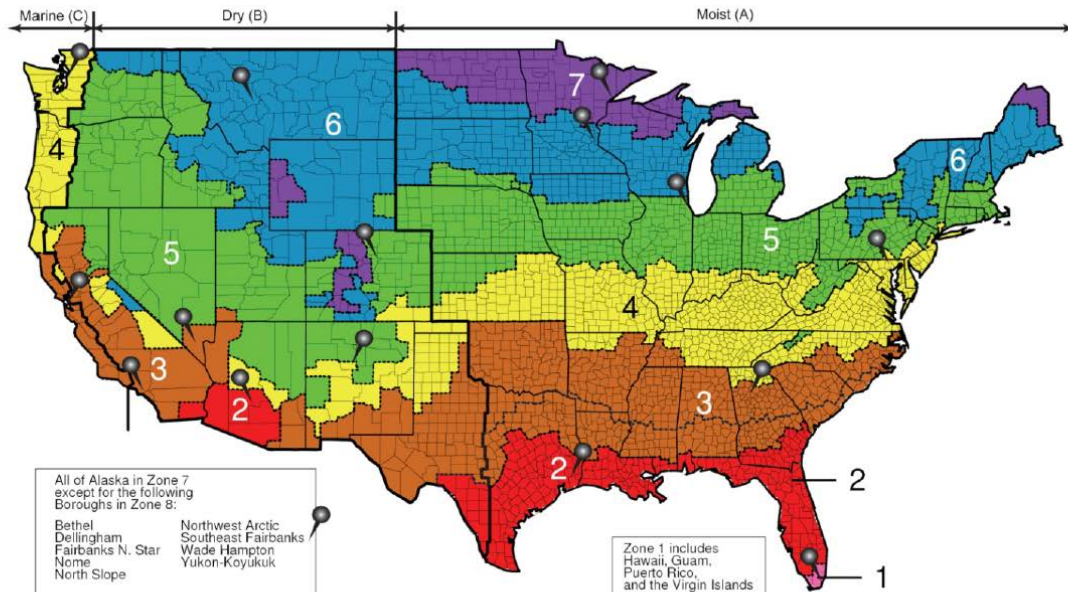 Marine (C)
Dry (B)
Moist (A)
7
6
4
6
5
5
4
3
3
2
2
2
1
All of Alaska in Zone 7
except for the following
Boroughs in Zone 8:
Bethel
Dellingham
Fairbanks N. Star
Nome
North Slope
Northwest Arctic
Southeast Fairbanks
Wade Hampton
Yukon-Koyukuk
Zone 1 includes
Hawaii, Guam,
Puerto Rico,
and the Virgin Islands